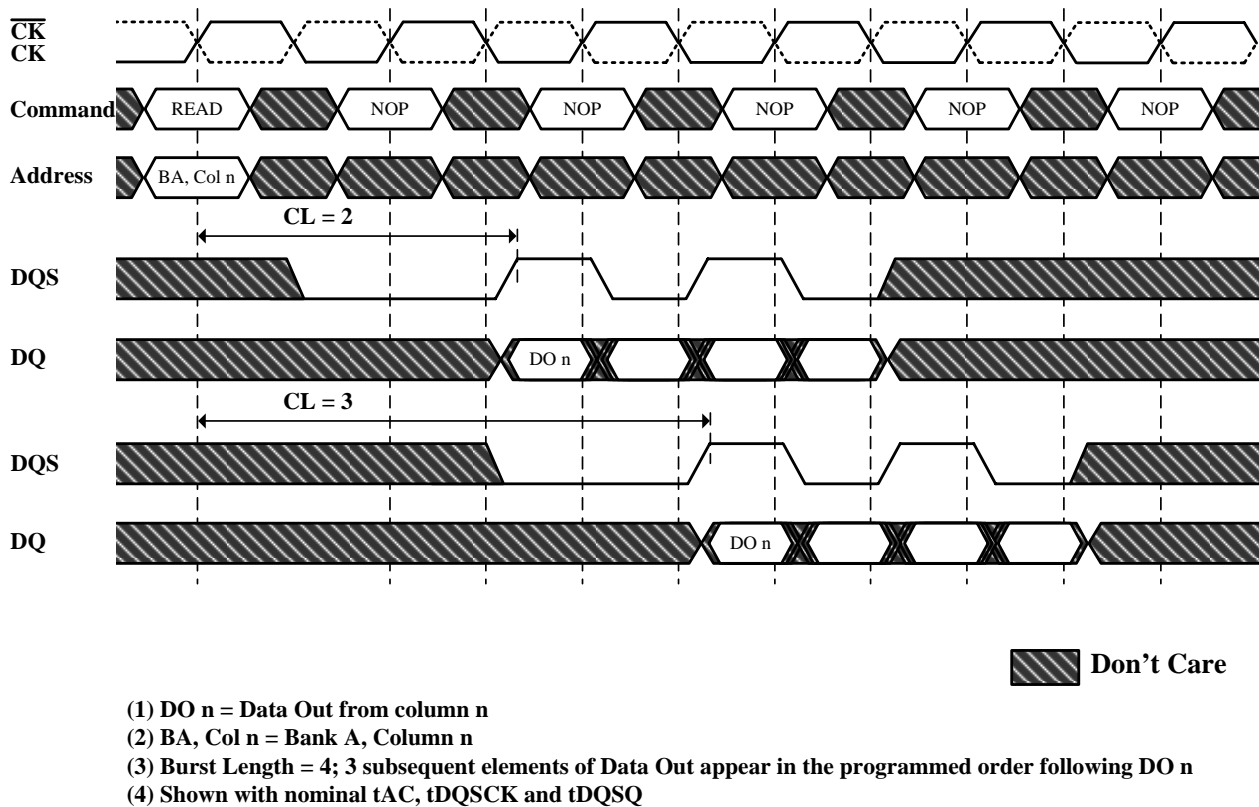 CK
CK
Command READ NOP NOP NOP NOP NOP
Address BA, Col n
CL = 2
DQS
DQ DO n
CL = 3
DQS
DQ DO n
Don't Care
(1) DO n = Data Out from column n
(2) BA, Col n = Bank A, Column n
(3) Burst Length = 4; 3 subsequent elements of Data Out appear in the programmed order following DO n
(4) Shown with nominal tAC, tDQSCK and tDQSQ